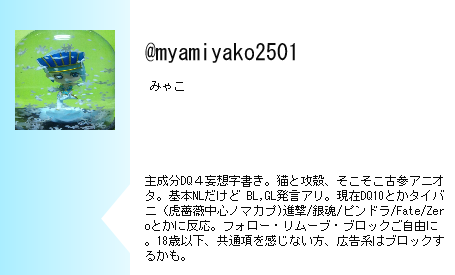 @myamiyako2501
みゃこ
主成分DQ４妄想字書き。猫と攻殻、そこそこ古参アニオ
タ。基本NLだけど BL,GL発言アリ。現在DQ10とかタイバ
ニ（虎薔薇中心ノマカプ)進撃/銀魂/ピンドラ/Fate/Zer
oとかに反応。フォロー・リムーブ・ブロックご自由に
。18歳以下、共通項を感じない方、広告系はブロックす
るかも。